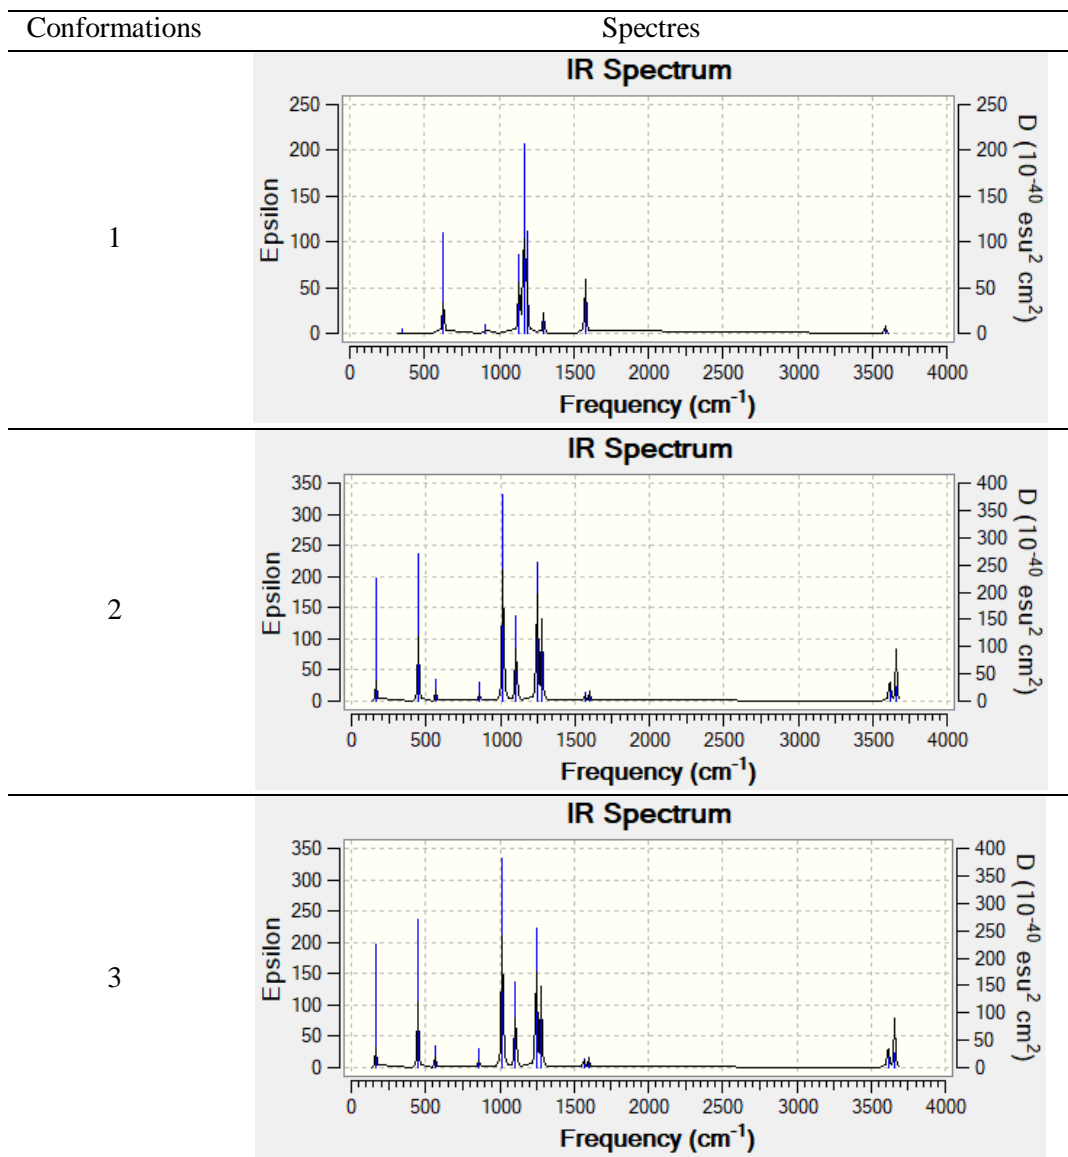 Conformations Spectres
1
IR Spectrum
250 250
200 200
150 150
100 100
50 50
0 0
Epsilon
D (10-40 esu2 cm2)
0 500 1000 1500 2000 2500 3000 3500 4000
Frequency (cm-1)
2
IR Spectrum
350 400
300 350
250 300
200 250
150 200
100 150
50 100
0 50
0
Epsilon
D (10-40 esu2 cm2)
0 500 1000 1500 2000 2500 3000 3500 4000
Frequency (cm-1)
3
IR Spectrum
350 400
300 350
250 300
200 250
150 200
100 150
50 100
0 50
0
Epsilon
D (10-40 esu2 cm2)
0 500 1000 1500 2000 2500 3000 3500 4000
Frequency (cm-1)